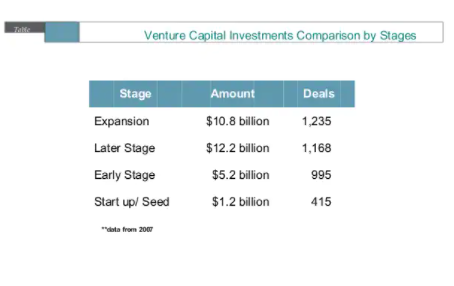 Table
Venture Capital Investments Comparison by Stages
Stage Amount Deals
Expansion $10.8 billion 1,235
Later Stage $12.2 billion 1,168
Early Stage $5.2 billion 995
Start up/ Seed $1.2 billion 415
**data from 2007